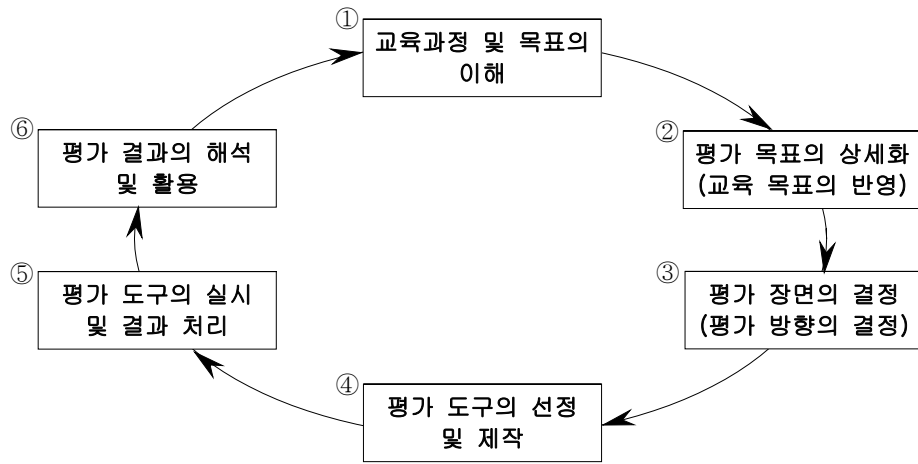 ①
교육과정 및 목표의
이해
②
평가 목표의 상세화
(교육 목표의 반영)
③
평가 장면의 결정
(평가 방향의 결정)
④
평가 도구의 선정
및 제작
⑤
평가 도구의 실시
및 결과 처리
⑥
평가 결과의 해석
및 활용